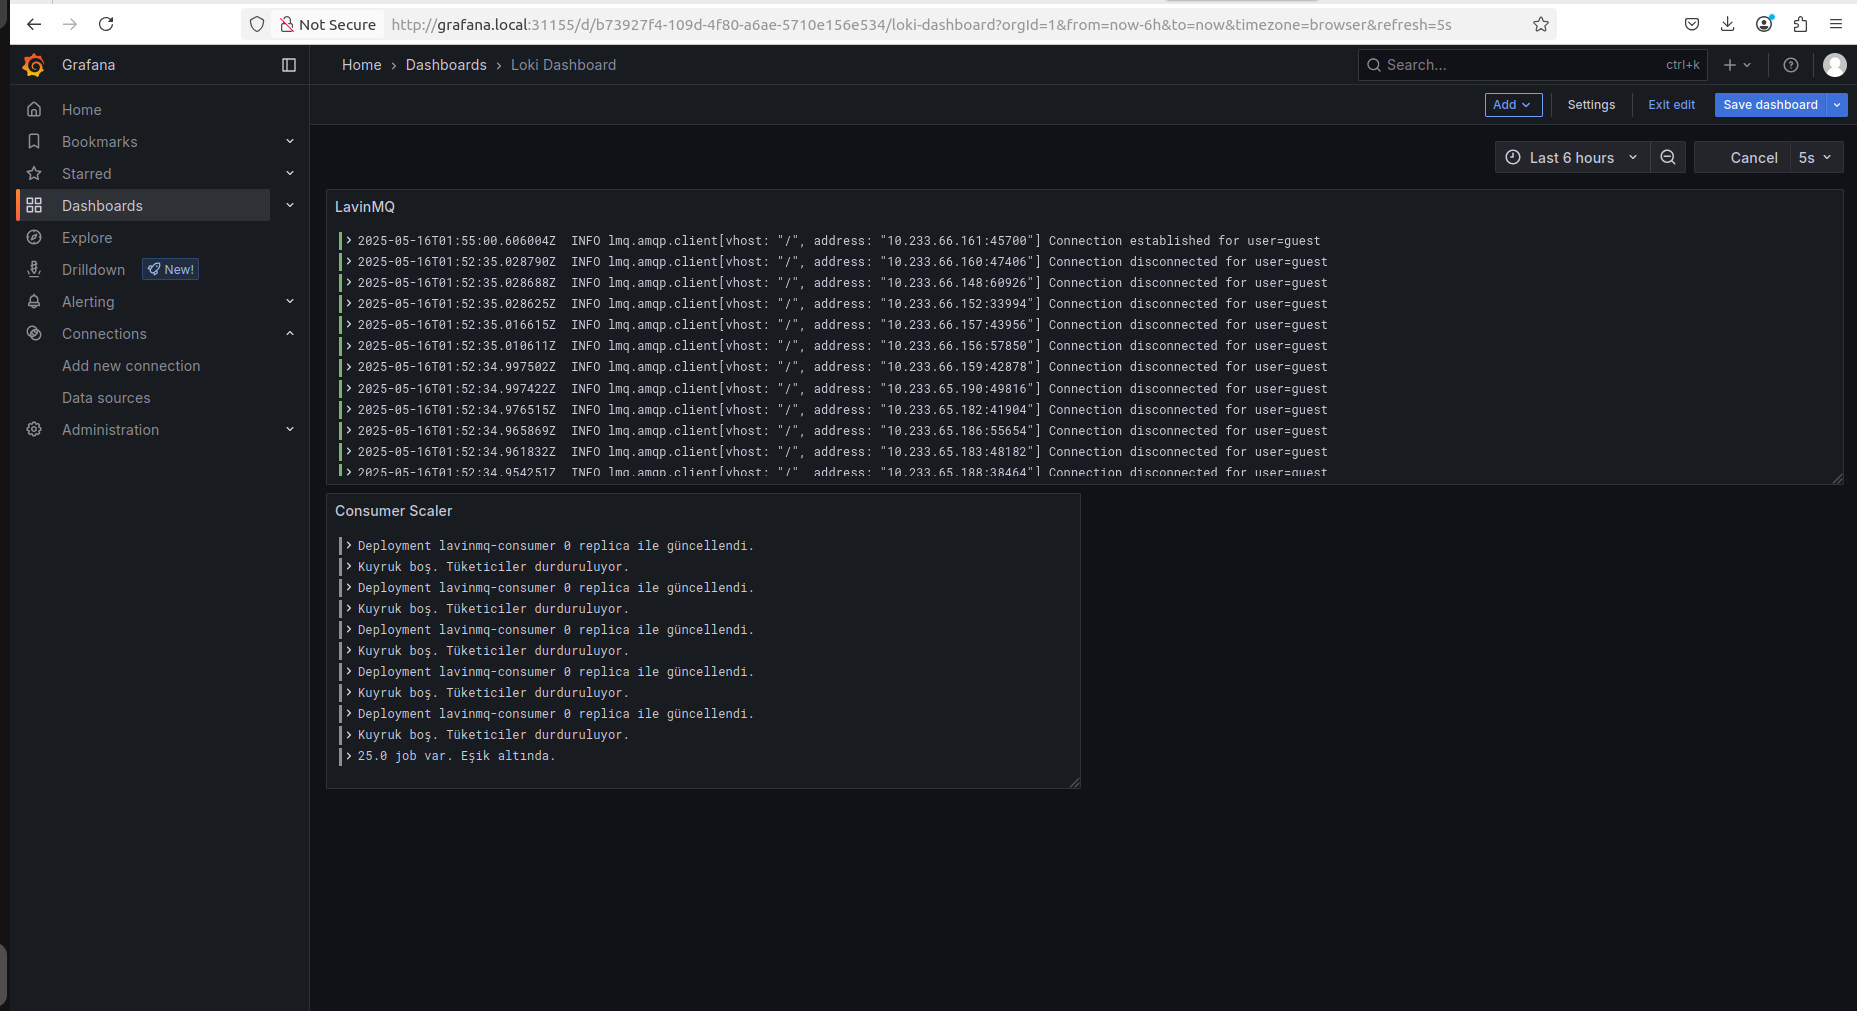 Not Secure
http://grafana.local:31155/d/b73927f4-109d-4f80-a6ae-5710e156e534/loki-dashboard?orgId=1&from=now-6h&to=now&timezone=browser&refresh=5s
Grafana
Home > Dashboards > Loki Dashboard
Search...
ctrl+k
Home
Bookmarks
Starred
Dashboards
Explore
Drilldown New!
Alerting
Connections
Add new connection
Data sources
Administration
Add
Settings
Exit edit
Save dashboard
Last 6 hours
Cancel
5s
LavinMQ
2025-05-16T01:55:00.606004Z INFO lmq.amqp.client[vhost: "/", address: "10.233.66.161:45700"] Connection established for user=guest
2025-05-16T01:52:35.028790Z INFO lmq.amqp.client[vhost: "/", address: "10.233.66.160:47406"] Connection disconnected for user=guest
2025-05-16T01:52:35.028688Z INFO lmq.amqp.client[vhost: "/", address: "10.233.66.148:60926"] Connection disconnected for user=guest
2025-05-16T01:52:35.028625Z INFO lmq.amqp.client[vhost: "/", address: "10.233.66.152:33994"] Connection disconnected for user=guest
2025-05-16T01:52:35.016615Z INFO lmq.amqp.client[vhost: "/", address: "10.233.66.157:43956"] Connection disconnected for user=guest
2025-05-16T01:52:35.010611Z INFO lmq.amqp.client[vhost: "/", address: "10.233.66.156:57850"] Connection disconnected for user=guest
2025-05-16T01:52:34.997502Z INFO lmq.amqp.client[vhost: "/", address: "10.233.66.159:42878"] Connection disconnected for user=guest
2025-05-16T01:52:34.997422Z INFO lmq.amqp.client[vhost: "/", address: "10.233.65.190:49816"] Connection disconnected for user=guest
2025-05-16T01:52:34.976515Z INFO lmq.amqp.client[vhost: "/", address: "10.233.65.182:41904"] Connection disconnected for user=guest
2025-05-16T01:52:34.965869Z INFO lmq.amqp.client[vhost: "/", address: "10.233.65.186:55654"] Connection disconnected for user=guest
2025-05-16T01:52:34.961832Z INFO lmq.amqp.client[vhost: "/", address: "10.233.65.183:48182"] Connection disconnected for user=guest
2025-05-16T01:52:34.954251Z INFO lmq.amqp.client[vhost: "/" address: "10.233.65.188:38464"] Connection disconnected for user=guest
Consumer Scaler
Deployment lavinmq-consumer 0 replica ile güncellendi.
Kuyruk boş. Tüketiciler durduruluyor.
Deployment lavinmq-consumer 0 replica ile güncellendi.
Kuyruk boş. Tüketiciler durduruluyor.
Deployment lavinmq-consumer 0 replica ile güncellendi.
Kuyruk boş. Tüketiciler durduruluyor.
Deployment lavinmq-consumer 0 replica ile güncellendi.
Kuyruk boş. Tüketiciler durduruluyor.
Deployment lavinmq-consumer 0 replica ile güncellendi.
Kuyruk boş. Tüketiciler durduruluyor.
25.0 job var. Eşik altında.